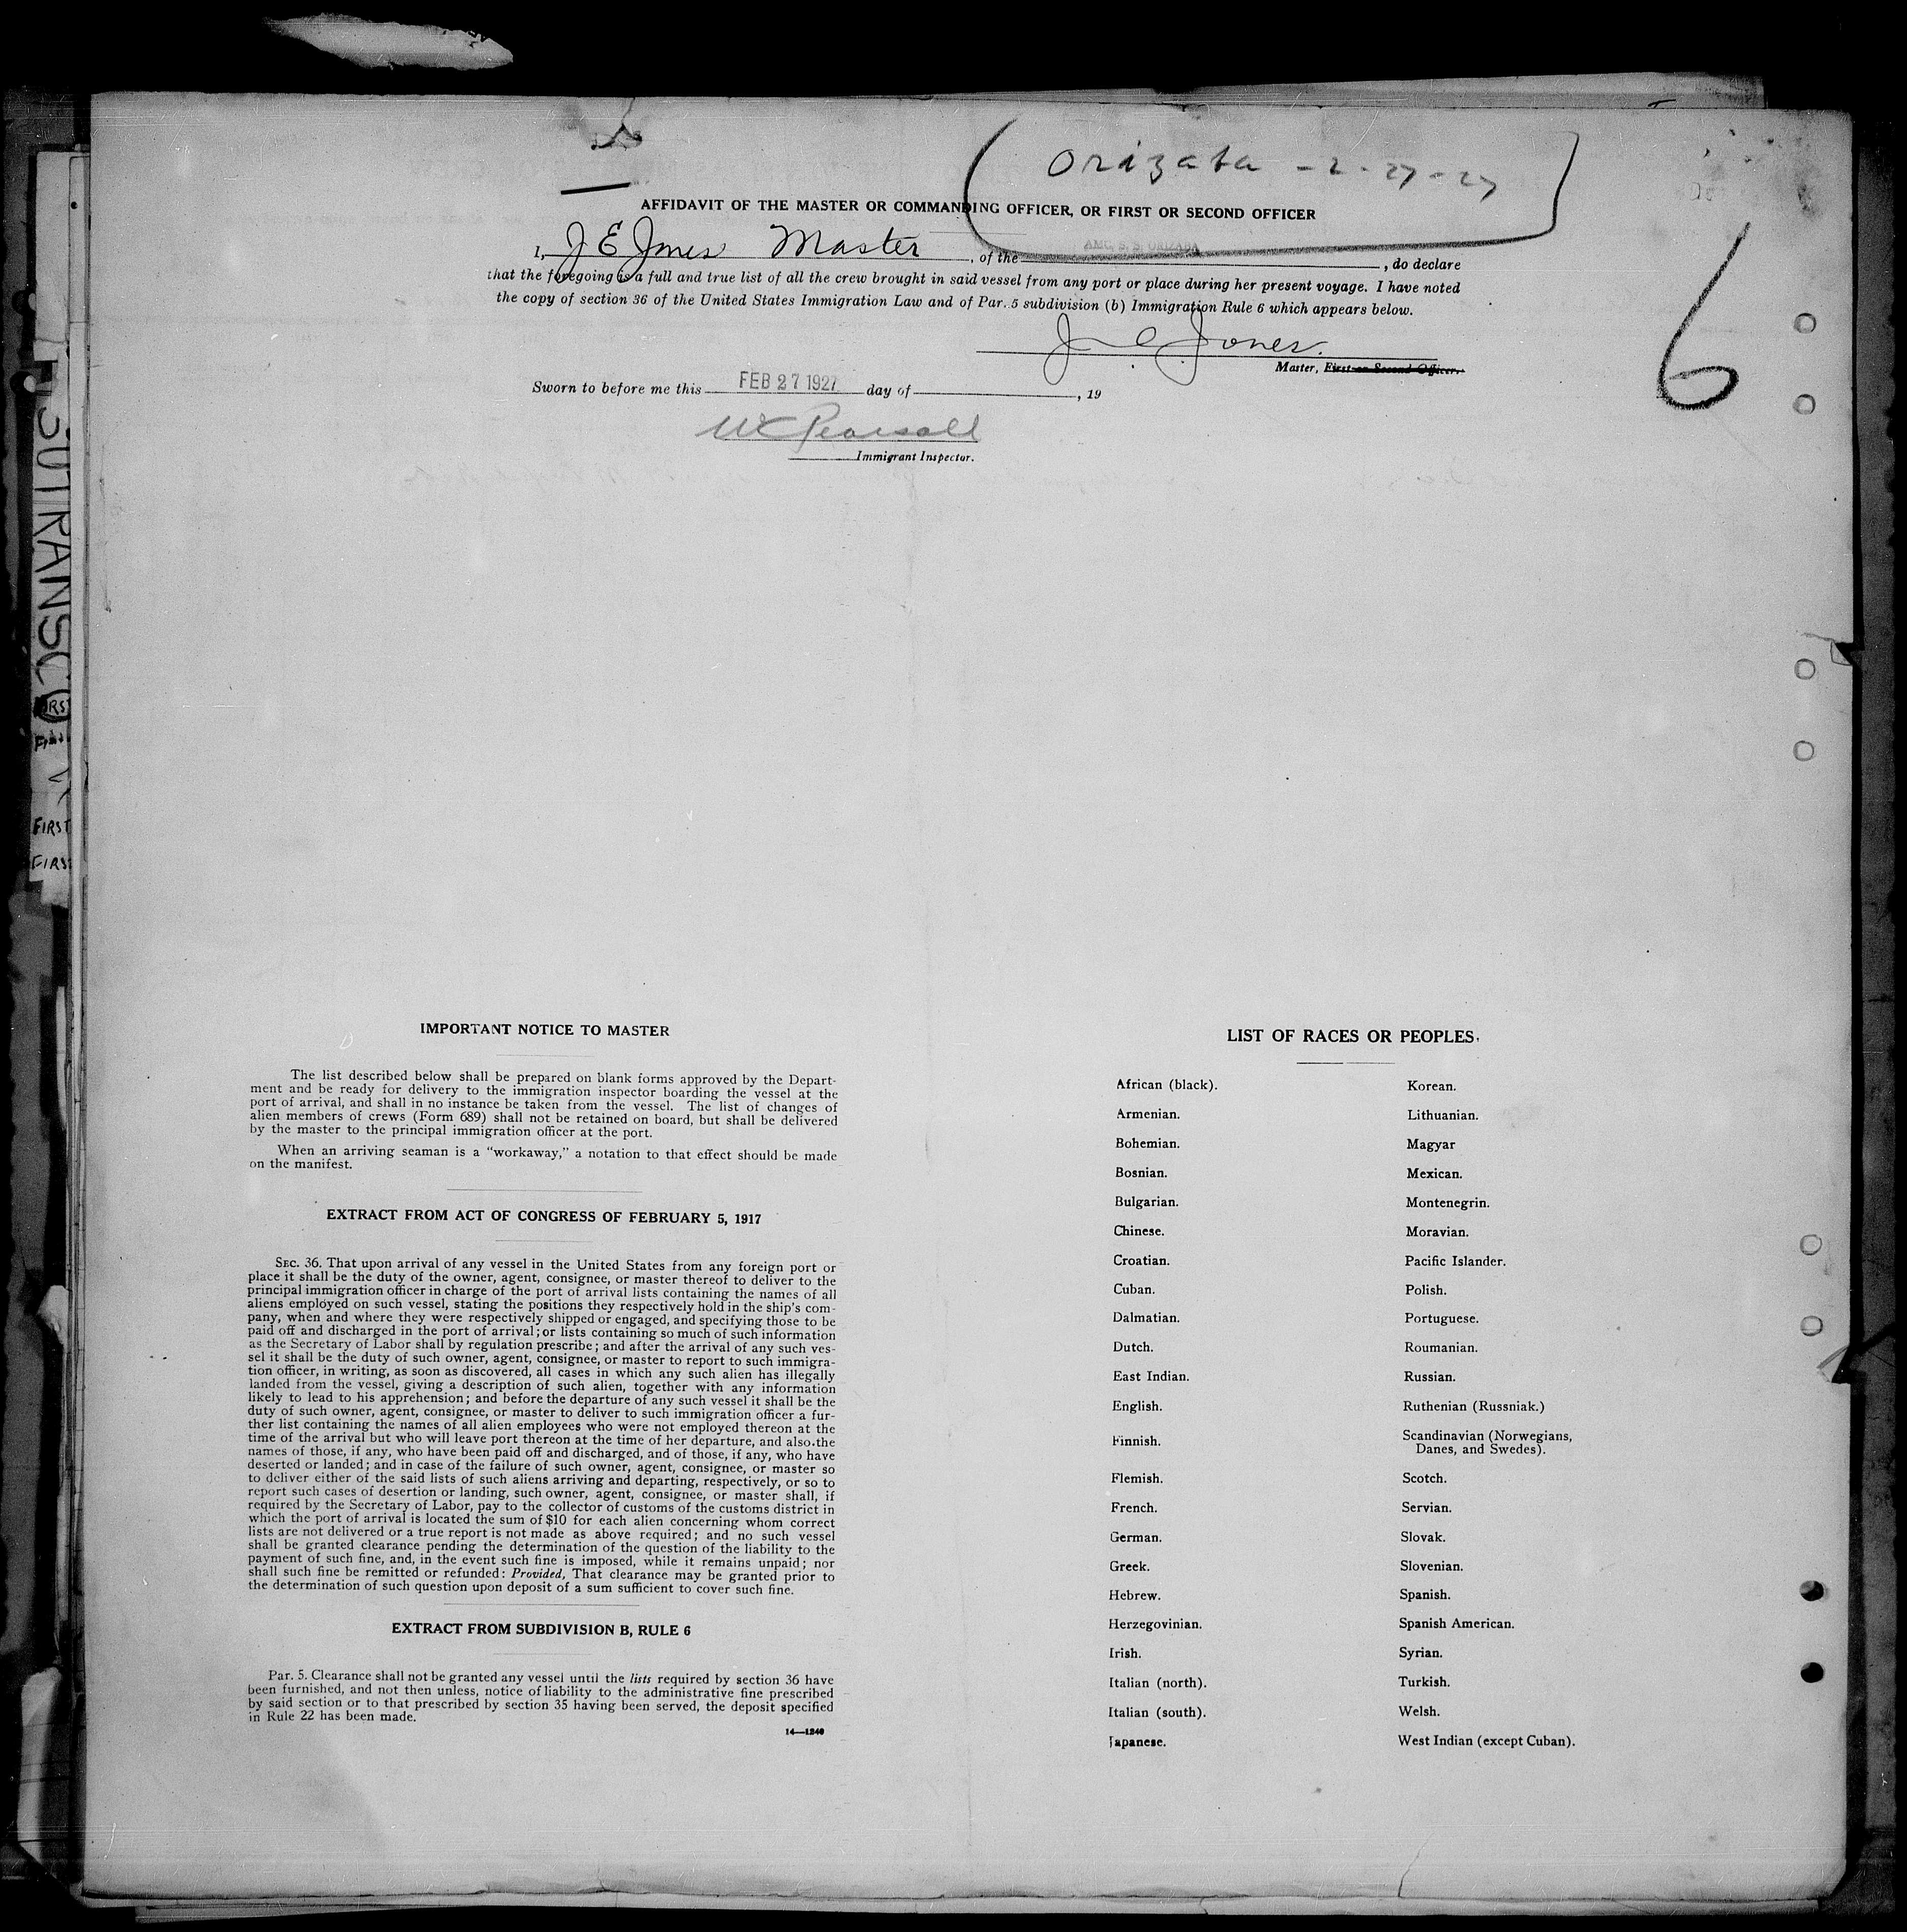 Orizaba - 2 - 27 - 27
AFFIDAVIT OF THE MASTER OR COMMANDING OFFICER, OR FIRST OR SECOND OFFICER
AMC. S. S. ORIZABA
I, J E Jones Master, of the , do declare
that the foregoing is a full and true list of all the crew brought in said vessel from any port or place during her present voyage. I have noted
the copy of section 36 of the United States Immigration Law and of Par. 5 subdivision (b) Immigration Rule 6 which appears below.
6
J E Jones.
Master, First or Second Officer.
Sworn to before me this FEB 27 1927 day of , 19
WC Pearsall
Immigrant Inspector.
SUTRANSC
FIRST
FIRST
IMPORTANT NOTICE TO MASTER
The list described below shall be prepared on blank forms approved by the Depart-
ment and be ready for delivery to the immigration inspector boarding the vessel at the
port of arrival, and shall in no instance be taken from the vessel. The list of changes of
alien members of crews (Form 689) shall not be retained on board, but shall be delivered
by the master to the principal immigration officer at the port.
When an arriving seaman is a "workaway," a notation to that effect should be made
on the manifest.
EXTRACT FROM ACT OF CONGRESS OF FEBRUARY 5, 1917
SEC. 36. That upon arrival of any vessel in the United States from any foreign port or
place it shall be the duty of the owner, agent, consignee, or master thereof to deliver to the
principal immigration officer in charge of the port of arrival lists containing the names of all
aliens employed on such vessel, stating the positions they respectively hold in the ship's com-
pany, when and where they were respectively shipped or engaged, and specifying those to be
paid off and discharged in the port of arrival; or lists containing so much of such information
as the Secretary of Labor shall by regulation prescribe; and after the arrival of any such ves-
sel it shall be the duty of such owner, agent, consignee, or master to report to such immigra-
tion officer, in writing, as soon as discovered, all cases in which any such alien has illegally
landed from the vessel, giving a description of such alien, together with any information
likely to lead to his apprehension; and before the departure of any such vessel it shall be the
duty of such owner, agent, consignee, or master to deliver to such immigration officer a fur-
ther list containing the names of all alien employees who were not employed thereon at the
time of the arrival but who will leave port thereon at the time of her departure, and also the
names of those, if any, who have been paid off and discharged, and of those, if any, who have
deserted or landed; and in case of the failure of such owner, agent, consignee, or master so
to deliver either of the said lists of such aliens arriving and departing, respectively, or so to
report such cases of desertion or landing, such owner, agent, consignee, or master shall, if
required by the Secretary of Labor, pay to the collector of customs of the customs district in
which the port of arrival is located the sum of $10 for each alien concerning whom correct
lists are not delivered or a true report is not made as above required; and no such vessel
shall be granted clearance pending the determination of the question of the liability to the
payment of such fine, and, in the event such fine is imposed, while it remains unpaid; nor
shall such fine be remitted or refunded: Provided, That clearance may be granted prior to
the determination of such question upon deposit of a sum sufficient to cover such fine.
EXTRACT FROM SUBDIVISION B, RULE 6
Par. 5. Clearance shall not be granted any vessel until the lists required by section 36 have
been furnished, and not then unless, notice of liability to the administrative fine prescribed
by said section or to that prescribed by section 35 having been served, the deposit specified
in Rule 22 has been made.
14—1240
LIST OF RACES OR PEOPLES.
African (black).
Armenian.
Bohemian.
Bosnian.
Bulgarian.
Chinese.
Croatian.
Cuban.
Dalmatian.
Dutch.
East Indian.
English.
Finnish.
Flemish.
French.
German.
Greek.
Hebrew.
Herzegovinian.
Irish.
Italian (north).
Italian (south).
Japanese.
Korean.
Lithuanian.
Magyar
Mexican.
Montenegrin.
Moravian.
Pacific Islander.
Polish.
Portuguese.
Roumanian.
Russian.
Ruthenian (Russniak.)
Scandinavian (Norwegians,
Danes, and Swedes).
Scotch.
Servian.
Slovak.
Slovenian.
Spanish.
Spanish American.
Syrian.
Turkish.
Welsh.
West Indian (except Cuban).